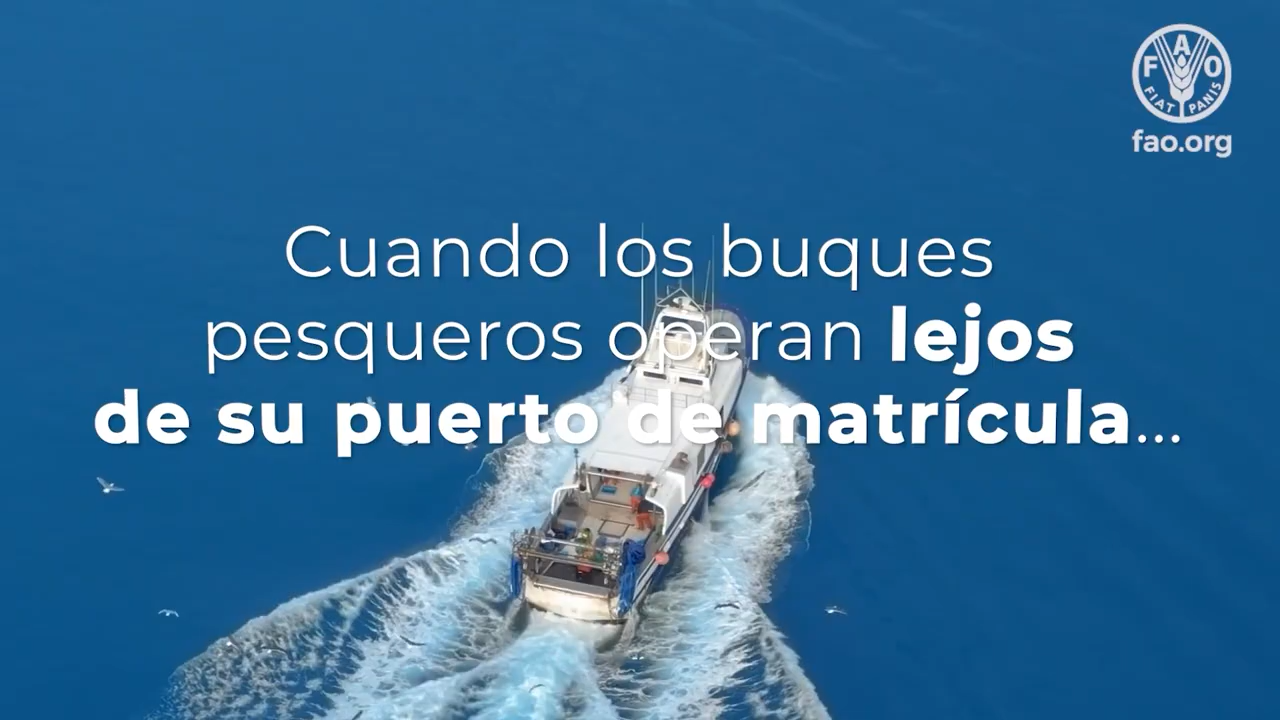 FAO
FIAT PANIS
fao.org
Cuando los buques
pesqueros operan lejos
de su puerto de matrícula...